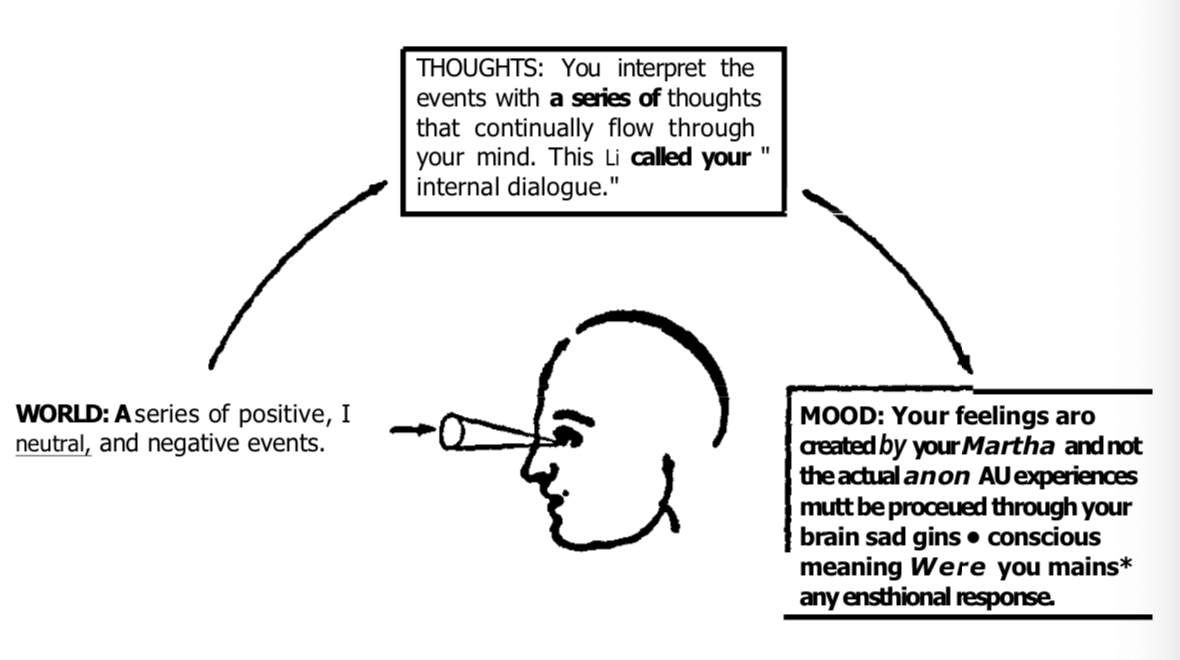 THOUGHTS: You interpret the
events with a series of thoughts
that continually flow through
your mind. This Li called your "
internal dialogue."
WORLD: A series of positive, I
neutral, and negative events.
MOOD: Your feelings aro
created by your Martha and not
the actual anon AU experiences
mutt be proceued through your
brain sad gins • conscious
meaning Were you mains*
any ensthional response.